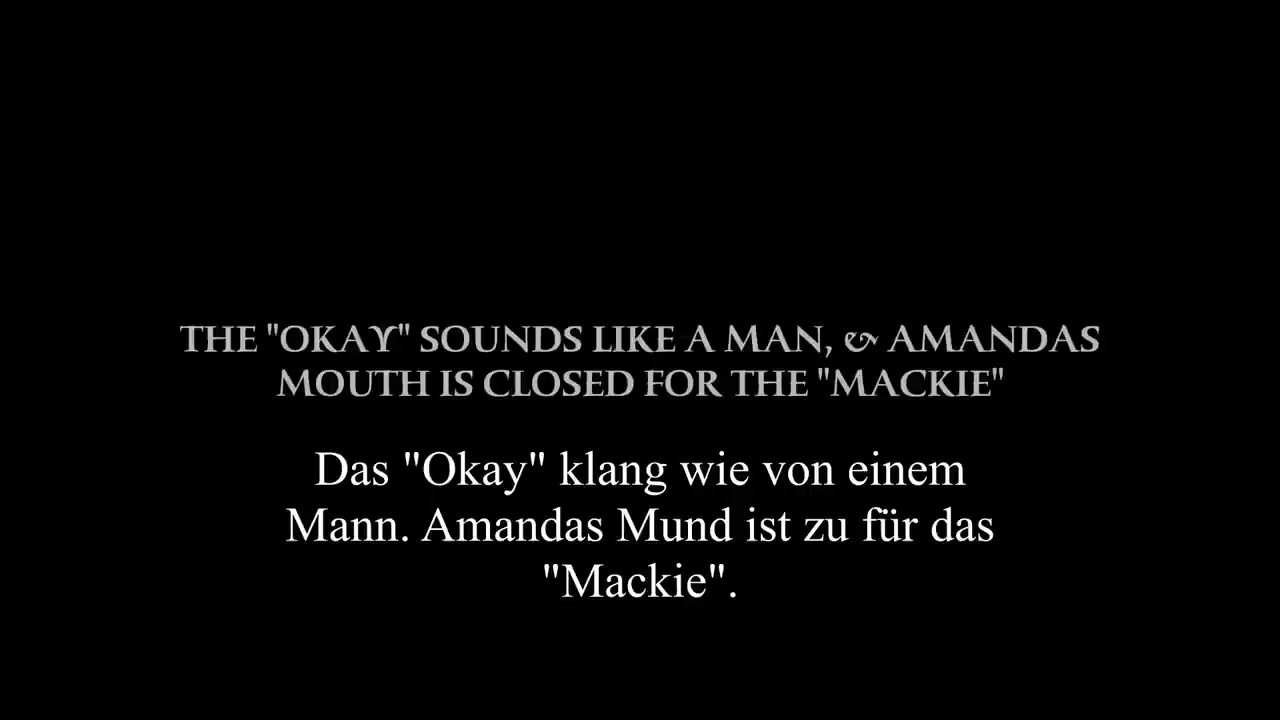 THE "OKAY" SOUNDS LIKE A MAN, & AMANDAS
MOUTH IS CLOSED FOR THE "MACKIE"
Das "Okay" klang wie von einem
Mann. Amandas Mund ist zu für das
"Mackie".